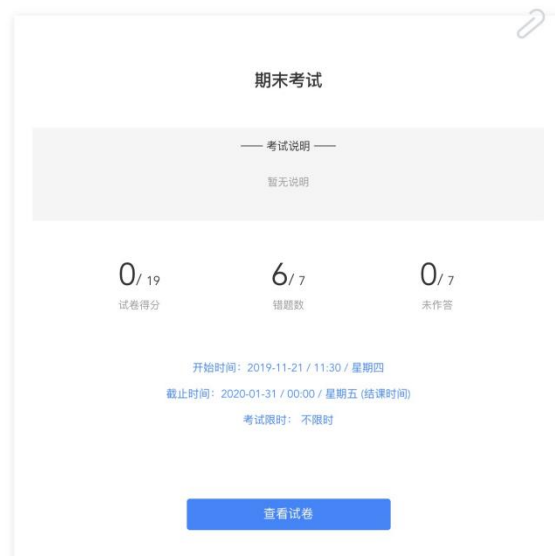 期末考试
—— 考试说明 ——
暂无说明
0/ 19
试卷得分
6/ 7
错题数
0/ 7
未作答
开始时间：2019-11-21 / 11:30 / 星期四
截止时间：2020-01-31 / 00:00 / 星期五 (结课时间)
考试限时： 不限时
查看试卷